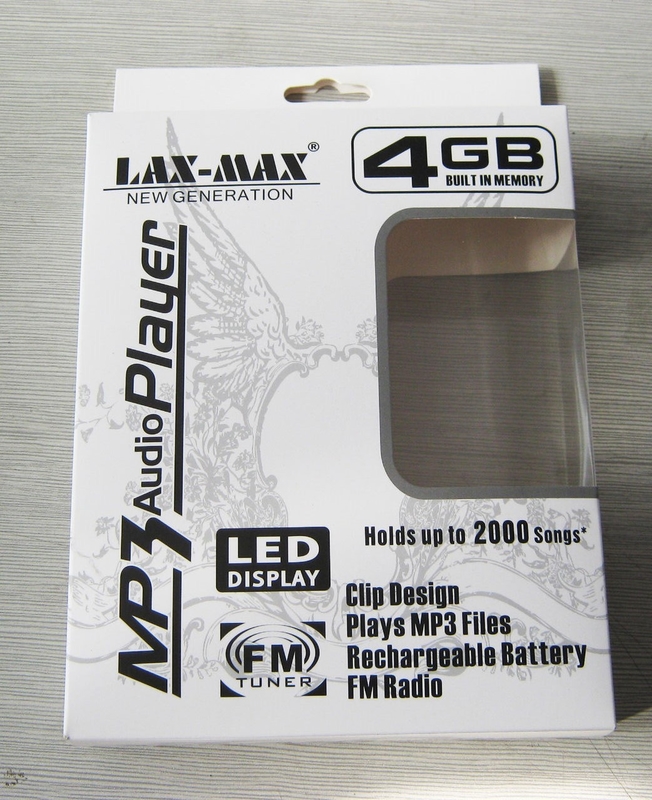 LAX-MAX®
NEW GENERATION
4GB
BUILT IN MEMORY
MP3 Audio Player
Holds up to 2000 Songs*
LED
DISPLAY
Clip Design
Plays MP3 Files
Rechargeable Battery
FM Radio
FM
TUNER